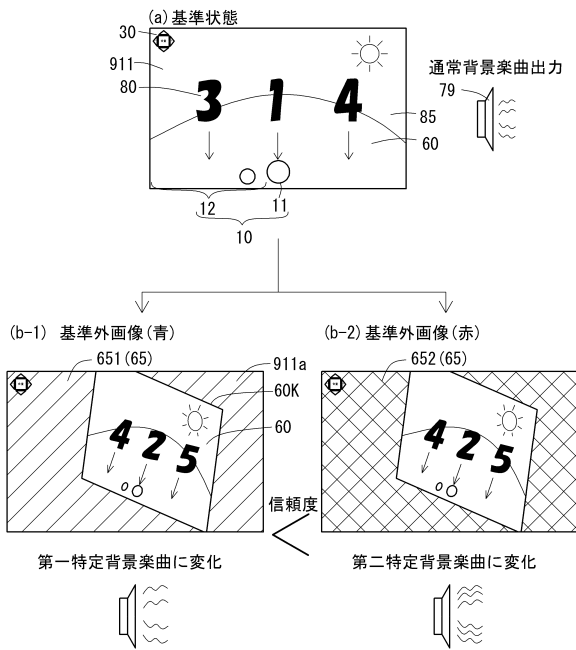 (a)基準状態
30
911
80
3 1 4
通常背景楽曲出力
79
85
60
12
11
10
(b-1) 基準外画像(青)
(b-2)基準外画像(赤)
651(65)
911a
652(65)
60K
60
4 2 5
4 2 5
信頼度
第一特定背景楽曲に変化
第二特定背景楽曲に変化